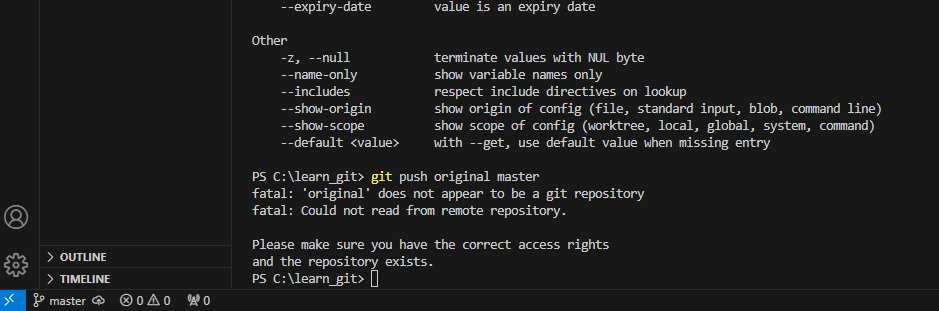 --expiry-date value is an expiry date
Other
-z, --null terminate values with NUL byte
--name-only show variable names only
--includes respect include directives on lookup
--show-origin show origin of config (file, standard input, blob, command line)
--show-scope show scope of config (worktree, local, global, system, command)
--default <value> with --get, use default value when missing entry
PS C:\learn_git> git push original master
fatal: 'original' does not appear to be a git repository
fatal: Could not read from remote repository.
Please make sure you have the correct access rights
and the repository exists.
PS C:\learn_git>
OUTLINE
TIMELINE
master 0 0 0